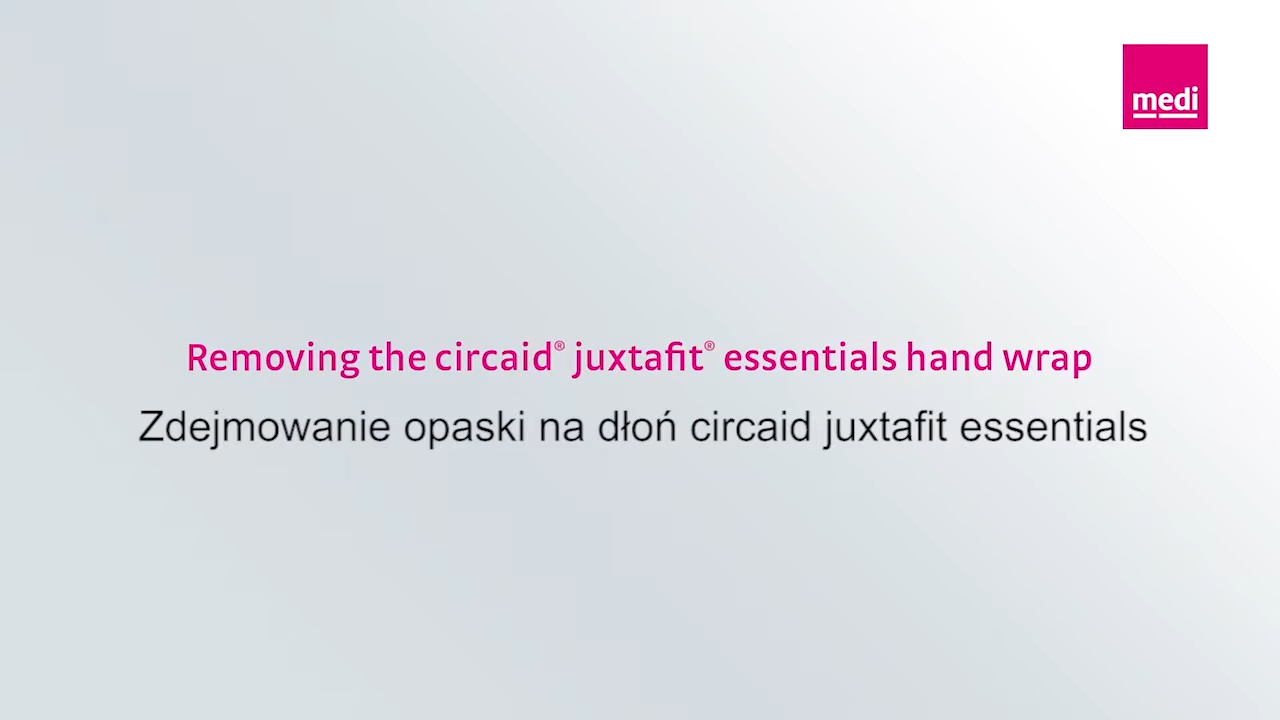 medi
Removing the circaid® juxtafit® essentials hand wrap
Zdejmowanie opaski na dłoń circaid juxtafit essentials